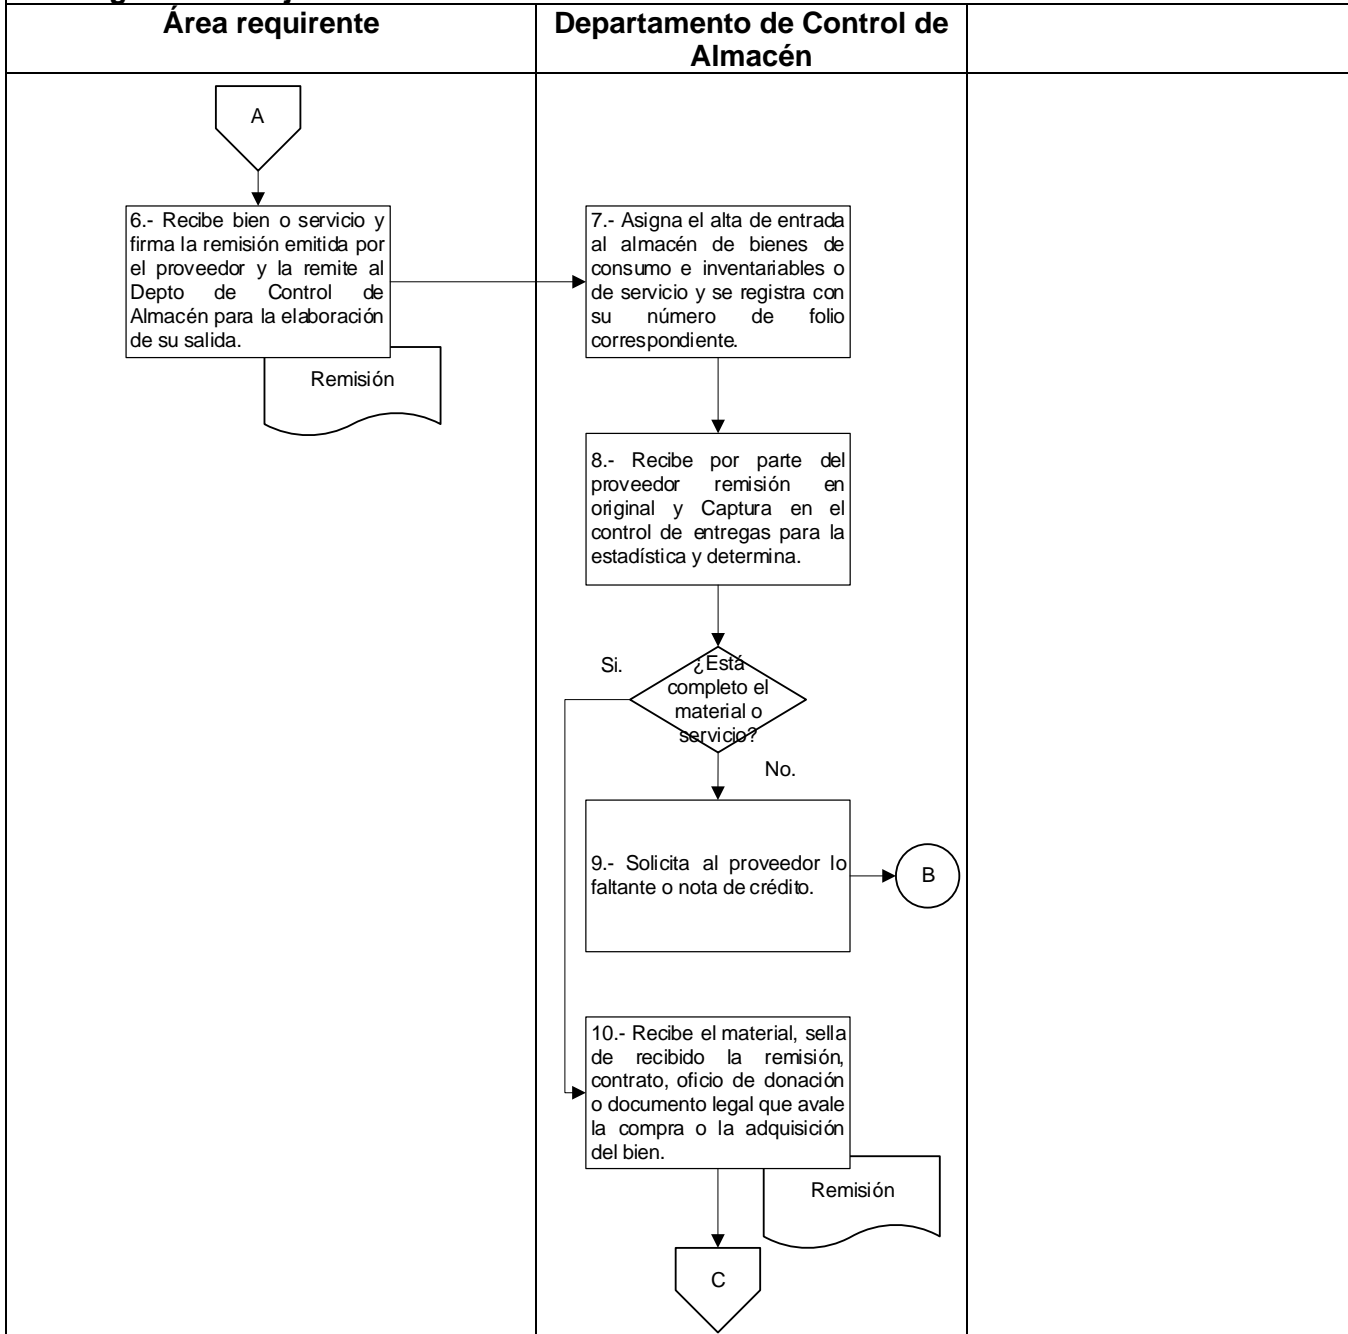 Área requirente
Departamento de Control de
Almacén
A
6.- Recibe bien o servicio y
firma la remisión emitida por
el proveedor y la remite al
Depto de Control de
Almacén para la elaboración
de su salida.
Remisión
7.- Asigna el alta de entrada
al almacén de bienes de
consumo e inventariables o
de servicio y se registra con
su número de folio
correspondiente.
8.- Recibe por parte del
proveedor remisión en
original y Captura en el
control de entregas para la
estadística y determina.
Si.
¿Está
completo el
material o
servicio?
No.
9.- Solicita al proveedor lo
faltante o nota de crédito.
B
10.- Recibe el material, sella
de recibido la remisión,
contrato, oficio de donación
o documento legal que avale
la compra o la adquisición
del bien.
Remisión
C